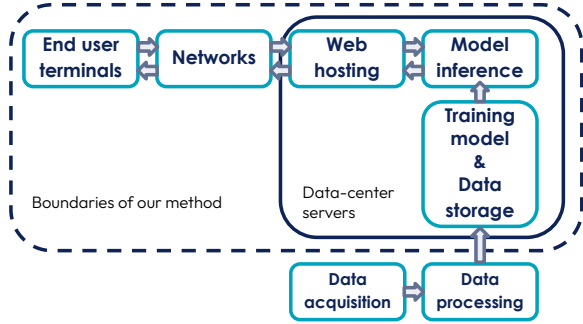 End user
terminals
Networks
Web
hosting
Model
inference
Training
model
&
Data
storage
Boundaries of our method
Data-center
servers
Data
acquisition
Data
processing